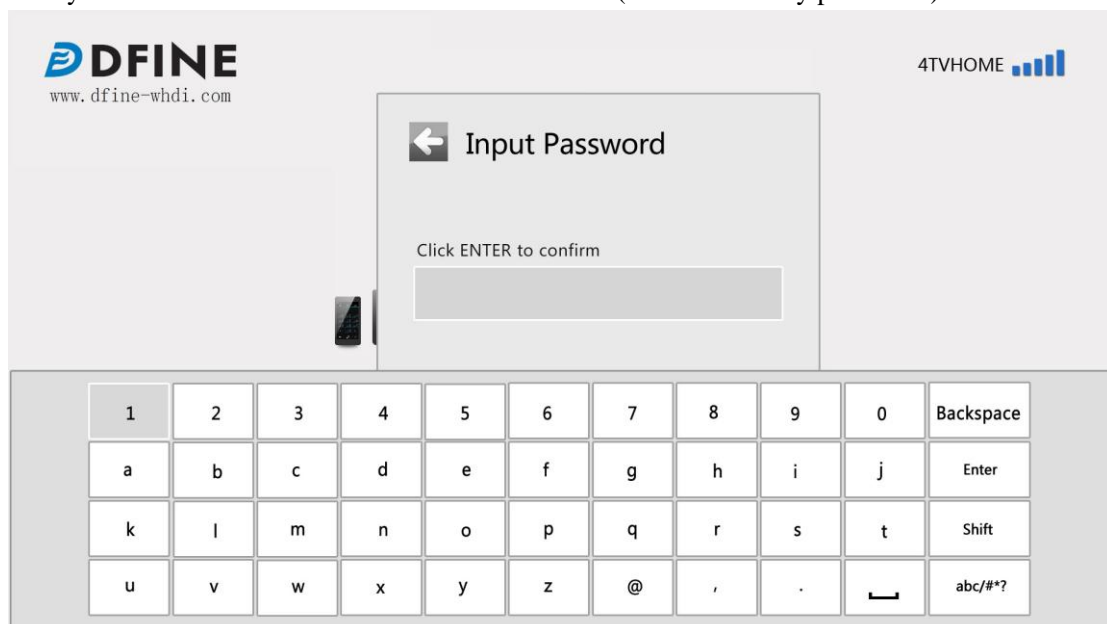 DFINE
www.dfine-whdi.com
4TVHOME
Input Password
Click ENTER to confirm
1 2 3 4 5 6 7 8 9 0 Backspace
a b c d e f g h i j Enter
k l m n o p q r s t Shift
u v w x y z @ , . abc/#*?